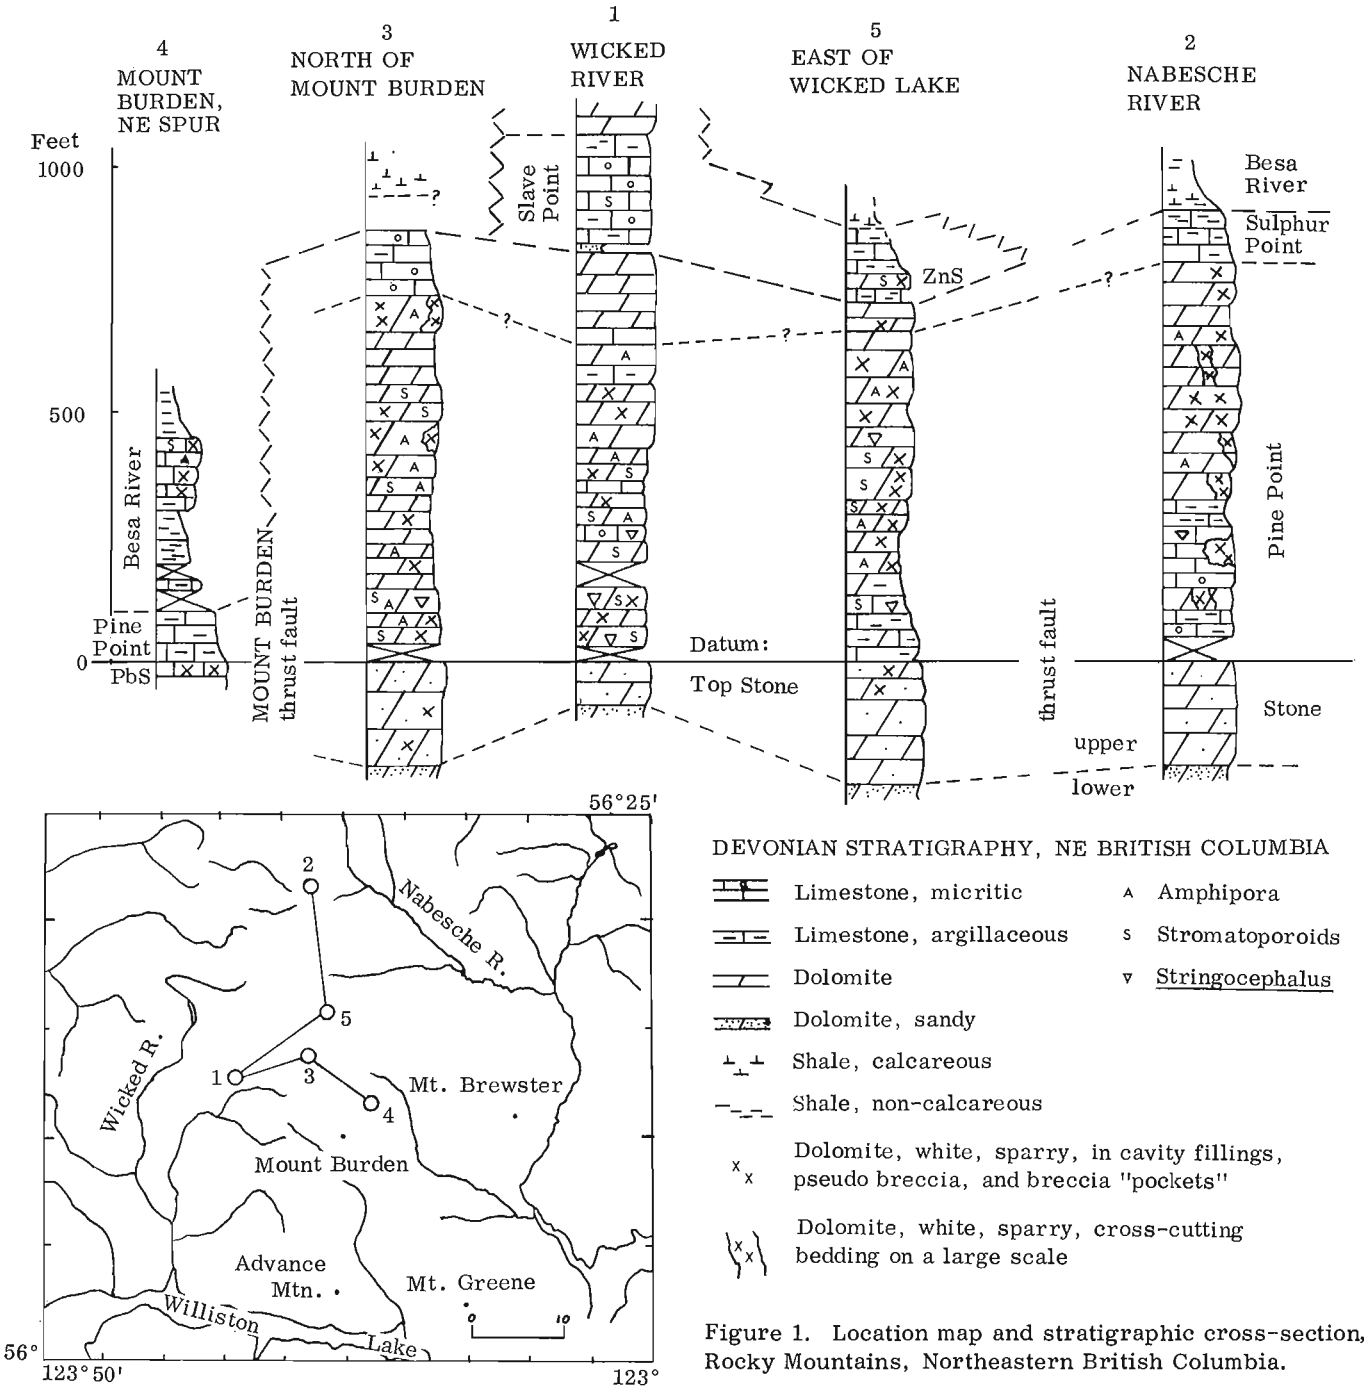 4
MOUNT
BURDEN,
NE SPUR
3
NORTH OF
MOUNT BURDEN
1
WICKED
RIVER
5
EAST OF
WICKED LAKE
2
NABESCHE
RIVER
Feet
1000
500
0
Besa River
Pine
Point
PbS
MOUNT BURDEN
thrust fault
?
?
Slave
Point
?
ZnS
?
Besa
River
Sulphur
Point
Pine Point
Datum:
Top Stone
thrust fault
Stone
upper
lower
56°25'
2
Nabesche R.
5
Wicked R.
1
3
4
Mt. Brewster
Mount Burden
Advance
Mtn.
Mt. Greene
0 10
Williston
Lake
56°
123°50'
123°
DEVONIAN STRATIGRAPHY, NE BRITISH COLUMBIA
Limestone, micritic
A Amphipora
Limestone, argillaceous
S Stromatoporoids
Dolomite
Stringocephalus
Dolomite, sandy
Shale, calcareous
Shale, non-calcareous
Dolomite, white, sparry, in cavity fillings,
pseudo breccia, and breccia "pockets"
Dolomite, white, sparry, cross-cutting
bedding on a large scale
Figure 1. Location map and stratigraphic cross-section,
Rocky Mountains, Northeastern British Columbia.